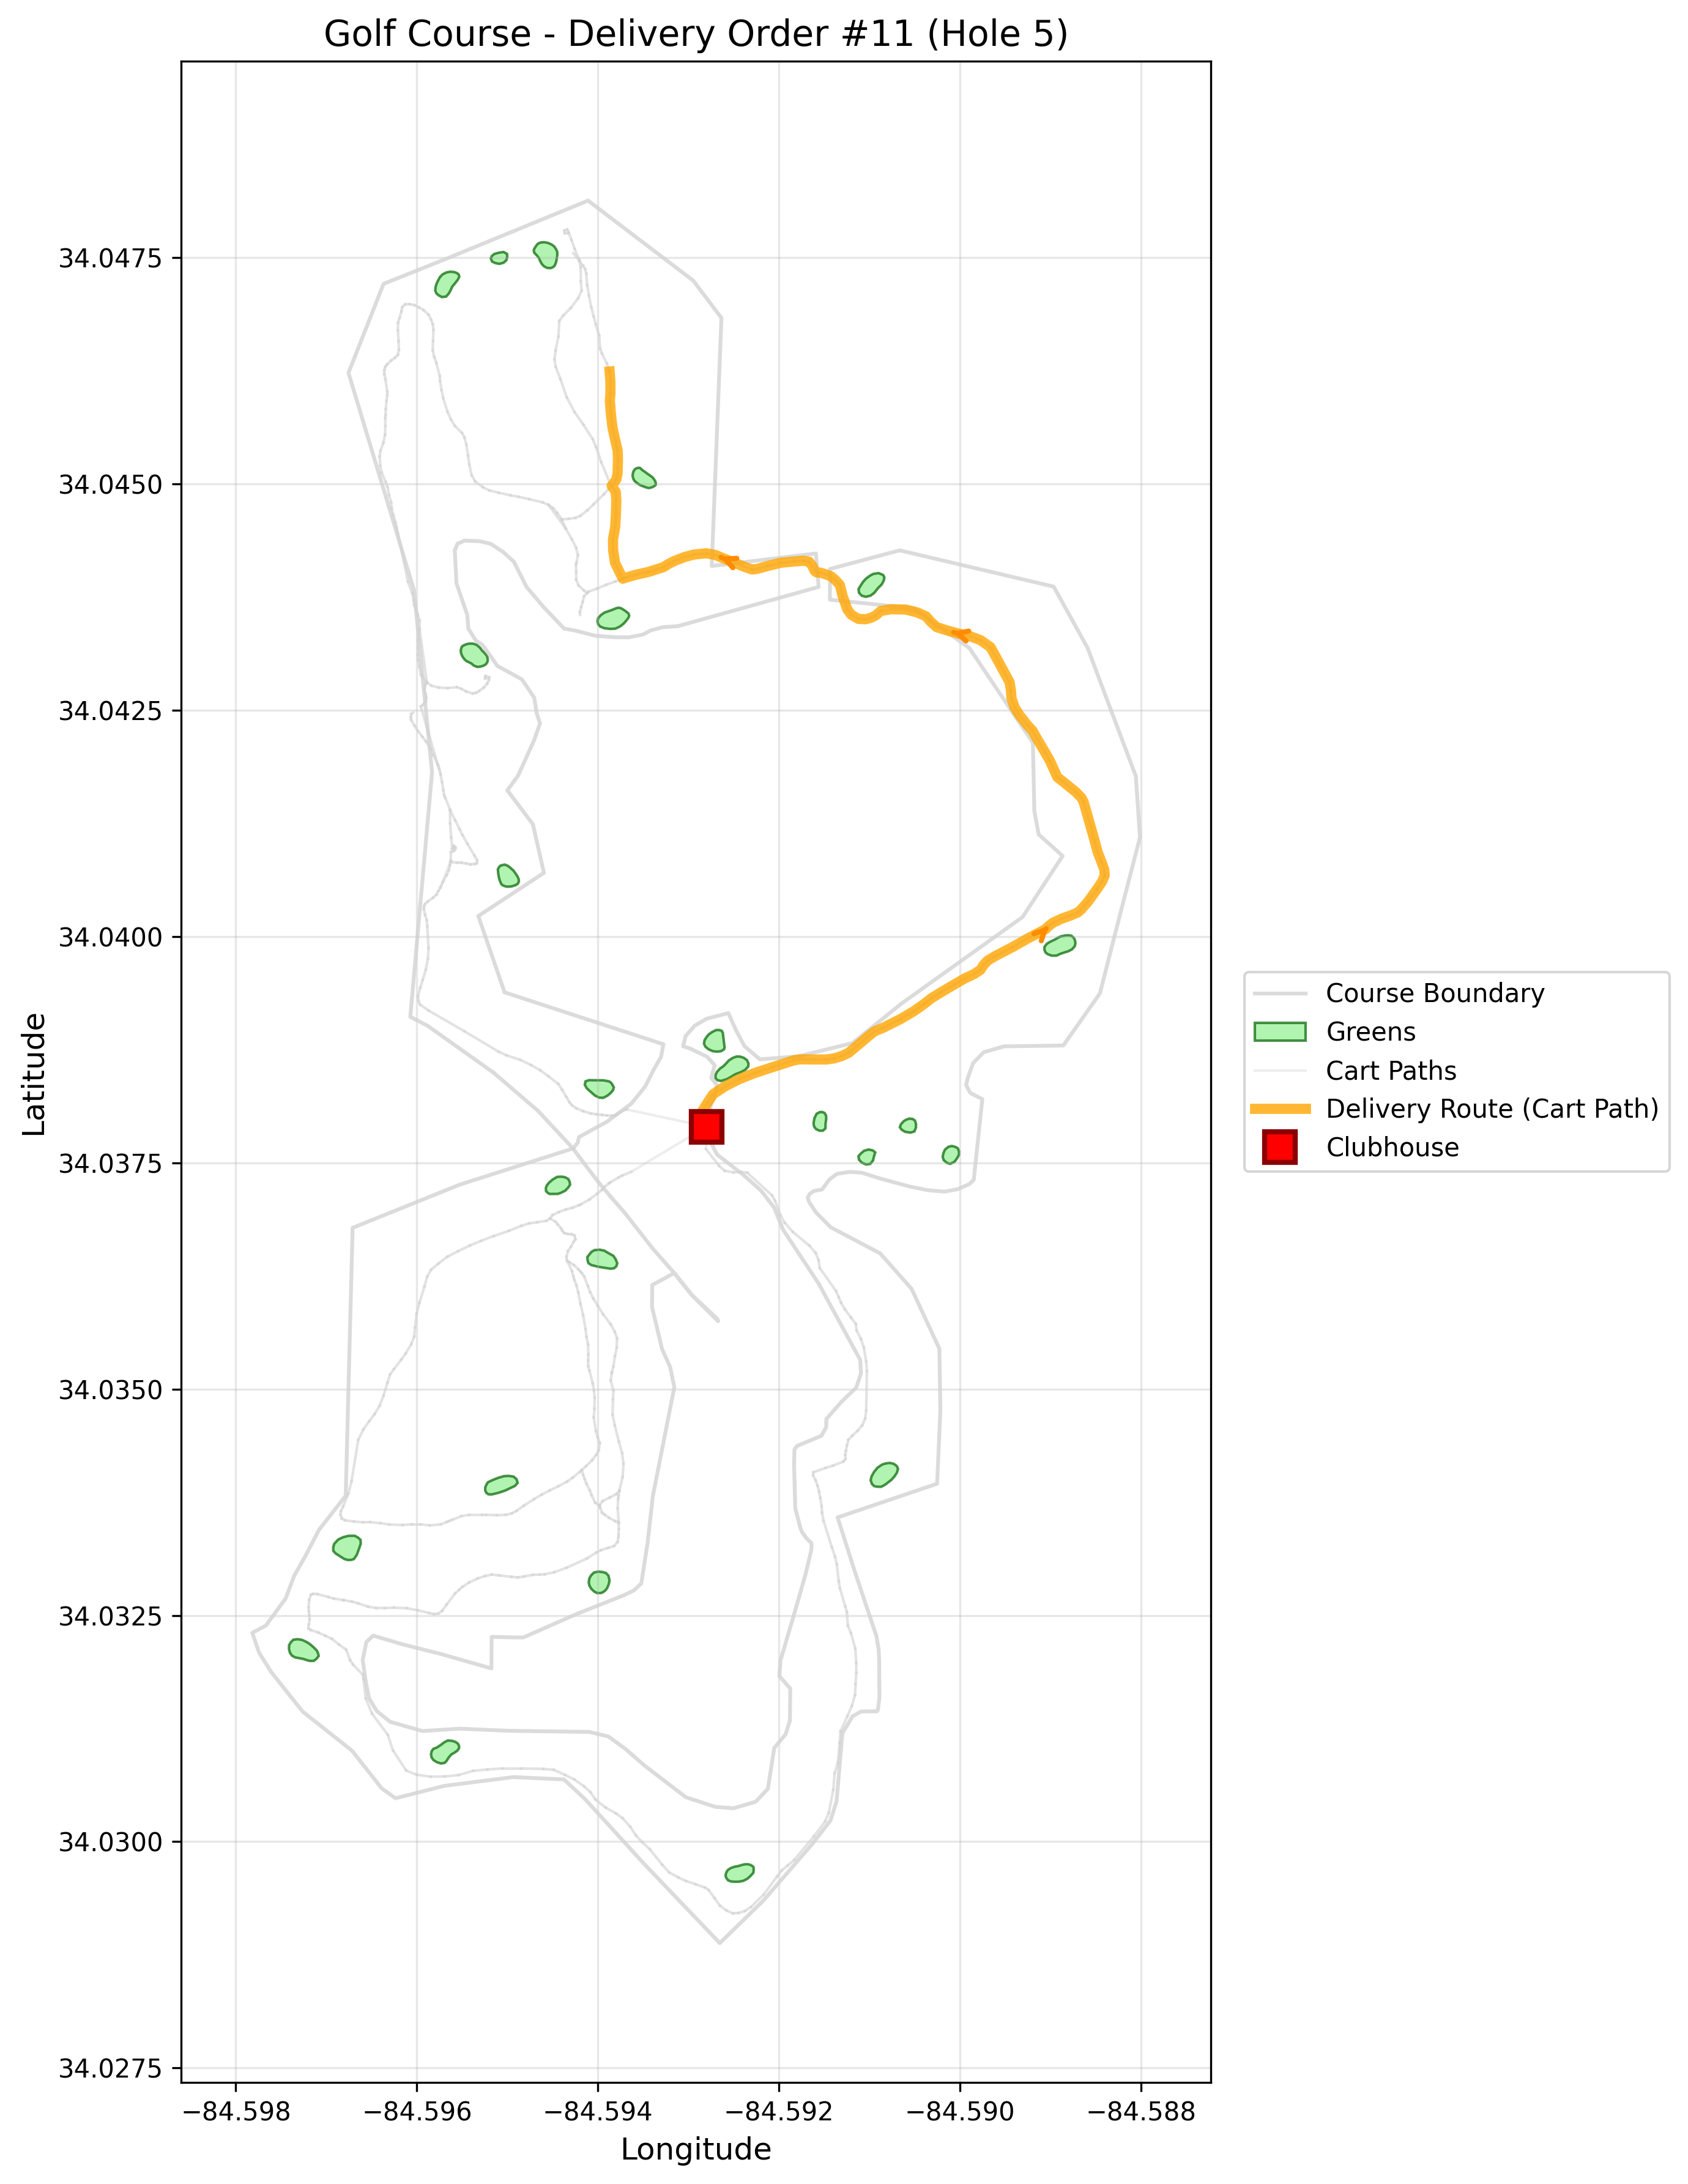 Golf Course - Delivery Order #11 (Hole 5)
Latitude
34.0475
34.0450
34.0425
34.0400
34.0375
34.0350
34.0325
34.0300
34.0275
−84.598
−84.596
−84.594
−84.592
−84.590
−84.588
Longitude
Course Boundary
Greens
Cart Paths
Delivery Route (Cart Path)
Clubhouse